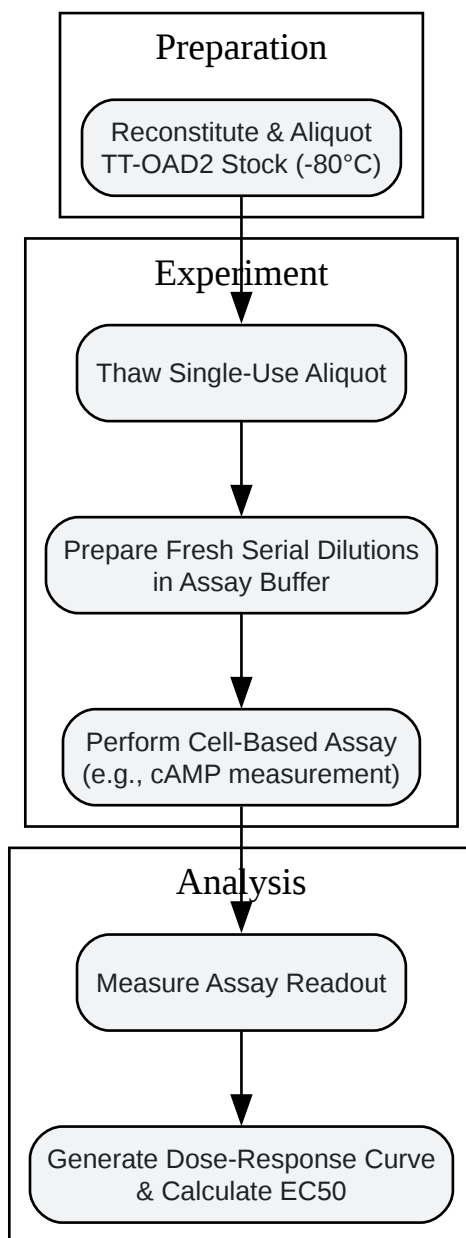 Preparation
Reconstitute & Aliquot
TT-OAD2 Stock (-80°C)
Experiment
Thaw Single-Use Aliquot
Prepare Fresh Serial Dilutions
in Assay Buffer
Perform Cell-Based Assay
(e.g., cAMP measurement)
Analysis
Measure Assay Readout
Generate Dose-Response Curve
& Calculate EC50